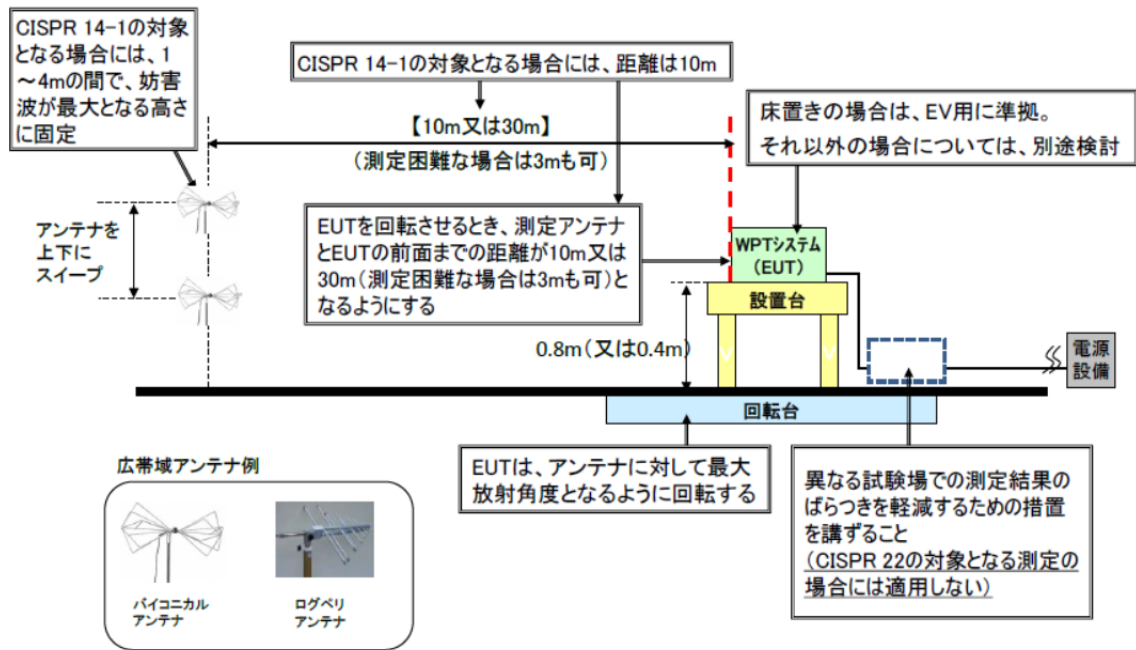 CISPR 14-1の対象
となる場合には、1
～4mの間で、妨害
波が最大となる高さ
に固定
CISPR 14-1の対象となる場合には、距離は10m
【10m又は30m】
(測定困難な場合は3mも可)
床置きの場合は、EV用に準拠。
それ以外の場合については、別途検討
アンテナを
上下に
スイープ
EUTを回転させるとき、測定アンテナ
とEUTの前面までの距離が10m又は
30m(測定困難な場合は3mも可)と
なるようにする
WPTシステム
(EUT)
設置台
0.8m(又は0.4m)
電源
設備
回転台
EUTは、アンテナに対して最大
放射角度となるように回転する
異なる試験場での測定結果の
ばらつきを軽減するための措置
を講ずること
(CISPR 22の対象となる測定の
場合には適用しない)
広帯域アンテナ例
バイコニカル
アンテナ
ログペリ
アンテナ